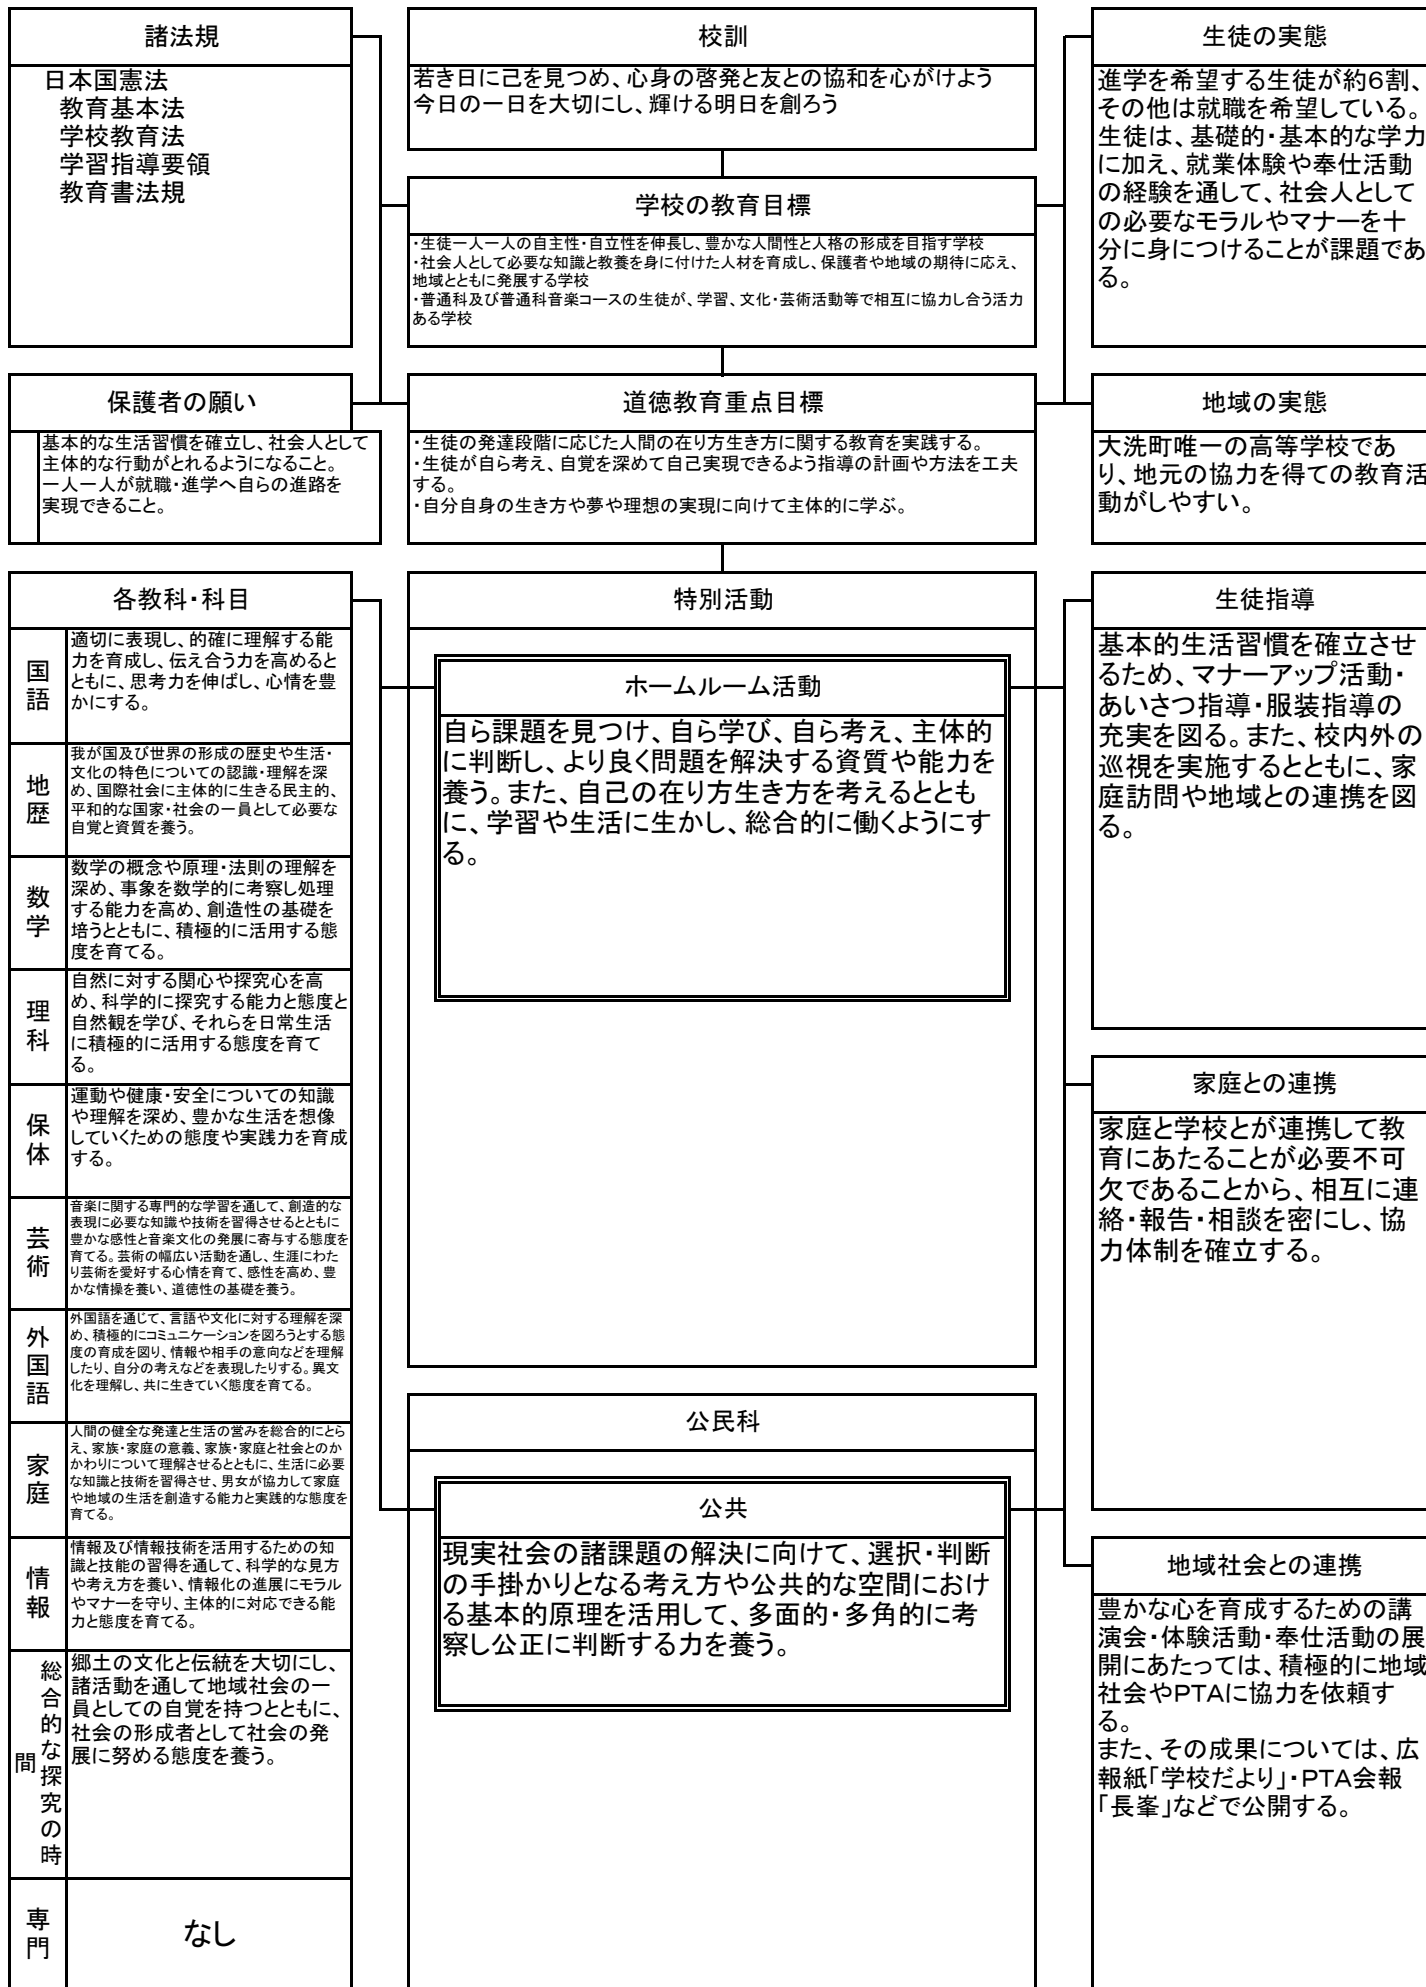 諸法規
日本国憲法
教育基本法
学校教育法
学習指導要領
教育書法規
校訓
若き日に己を見つめ、心身の啓発と友との協和を心がけよう
今日の一日を大切にし、輝ける明日を創ろう
生徒の実態
進学を希望する生徒が約6割、
その他は就職を希望している。
生徒は、基礎的・基本的な学力
に加え、就業体験や奉仕活動
の経験を通して、社会人として
の必要なモラルやマナーを十
分に身につけることが課題であ
る。
学校の教育目標
・生徒一人一人の自主性・自立性を伸長し、豊かな人間性と人格の形成を目指す学校
・社会人として必要な知識と教養を身に付けた人材を育成し、保護者や地域の期待に応え、
地域とともに発展する学校
・普通科及び普通科音楽コースの生徒が、学習、文化・芸術活動等で相互に協力し合う活力
ある学校
保護者の願い
基本的な生活習慣を確立し、社会人として
主体的な行動がとれるようになること。
一人一人が就職・進学へ自らの進路を
実現できること。
道徳教育重点目標
・生徒の発達段階に応じた人間の在り方生き方に関する教育を実践する。
・生徒が自ら考え、自覚を深めて自己実現できるよう指導の計画や方法を工夫
する。
・自分自身の生き方や夢や理想の実現に向けて主体的に学ぶ。
地域の実態
大洗町唯一の高等学校であ
り、地元の協力を得ての教育活
動がしやすい。
各教科・科目
国語
適切に表現し、的確に理解する能
力を育成し、伝え合う力を高めると
ともに、思考力を伸ばし、心情を豊
かにする。
地歴
我が国及び世界の形成の歴史や生活・
文化の特色についての認識・理解を深
め、国際社会に主体的に生きる民主的、
平和的な国家・社会の一員として必要な
自覚と資質を養う。
数学
数学の概念や原理・法則の理解を
深め、事象を数学的に考察し処理
する能力を高め、創造性の基礎を
培うとともに、積極的に活用する態
度を育てる。
理科
自然に対する関心や探究心を高
め、科学的に探究する能力と態度と
自然観を学び、それらを日常生活
に積極的に活用する態度を育て
る。
保体
運動や健康・安全についての知識
や理解を深め、豊かな生活を想像
していくための態度や実践力を育成
する。
芸術
音楽に関する専門的な学習を通して、創造的な
表現に必要な知識や技術を習得させるとともに
豊かな感性と音楽文化の発展に寄与する態度を
育てる。芸術の幅広い活動を通し、生涯にわた
り芸術を愛好する心情を育て、感性を高め、豊
かな情操を養い、道徳性の基礎を養う。
外国語
外国語を通じて、言語や文化に対する理解を深
め、積極的にコミュニケーションを図ろうとする態
度の育成を図り、情報や相手の意向などを理解
したり、自分の考えなどを表現したりする。異文
化を理解し、共に生きていく態度を育てる。
家庭
人間の健全な発達と生活の営みを総合的にとら
え、家族・家庭の意義、家族・家庭と社会とのか
かわりについて理解させるとともに、生活に必要
な知識と技術を習得させ、男女が協力して家庭
や地域の生活を創造する能力と実践的な態度を
育てる。
情報
情報及び情報技術を活用するための知
識と技能の習得を通して、科学的な見方
や考え方を養い、情報化の進展にモラル
やマナーを守り、主体的に対応できる能
力と態度を育てる。
総合的な探究の時
間
郷土の文化と伝統を大切にし、
諸活動を通して地域社会の一
員としての自覚を持つとともに、
社会の形成者として社会の発
展に努める態度を養う。
専門
なし
特別活動
ホームルーム活動
自ら課題を見つけ、自ら学び、自ら考え、主体的
に判断し、より良く問題を解決する資質や能力を
養う。また、自己の在り方生き方を考えるととも
に、学習や生活に生かし、総合的に働くようにす
る。
公民科
公共
現実社会の諸課題の解決に向けて、選択・判断
の手掛かりとなる考え方や公共的な空間におけ
る基本的原理を活用して、多面的・多角的に考
察し公正に判断する力を養う。
生徒指導
基本的生活習慣を確立させ
るため、マナーアップ活動・
あいさつ指導・服装指導の
充実を図る。また、校内外の
巡視を実施するとともに、家
庭訪問や地域との連携を図
る。
家庭との連携
家庭と学校とが連携して教
育にあたることが必要不可
欠であることから、相互に連
絡・報告・相談を密にし、協
力体制を確立する。
地域社会との連携
豊かな心を育成するための講
演会・体験活動・奉仕活動の展
開にあたっては、積極的に地域
社会やPTAに協力を依頼す
る。
また、その成果については、広
報紙「学校だより」・PTA会報
「長峯」などで公開する。